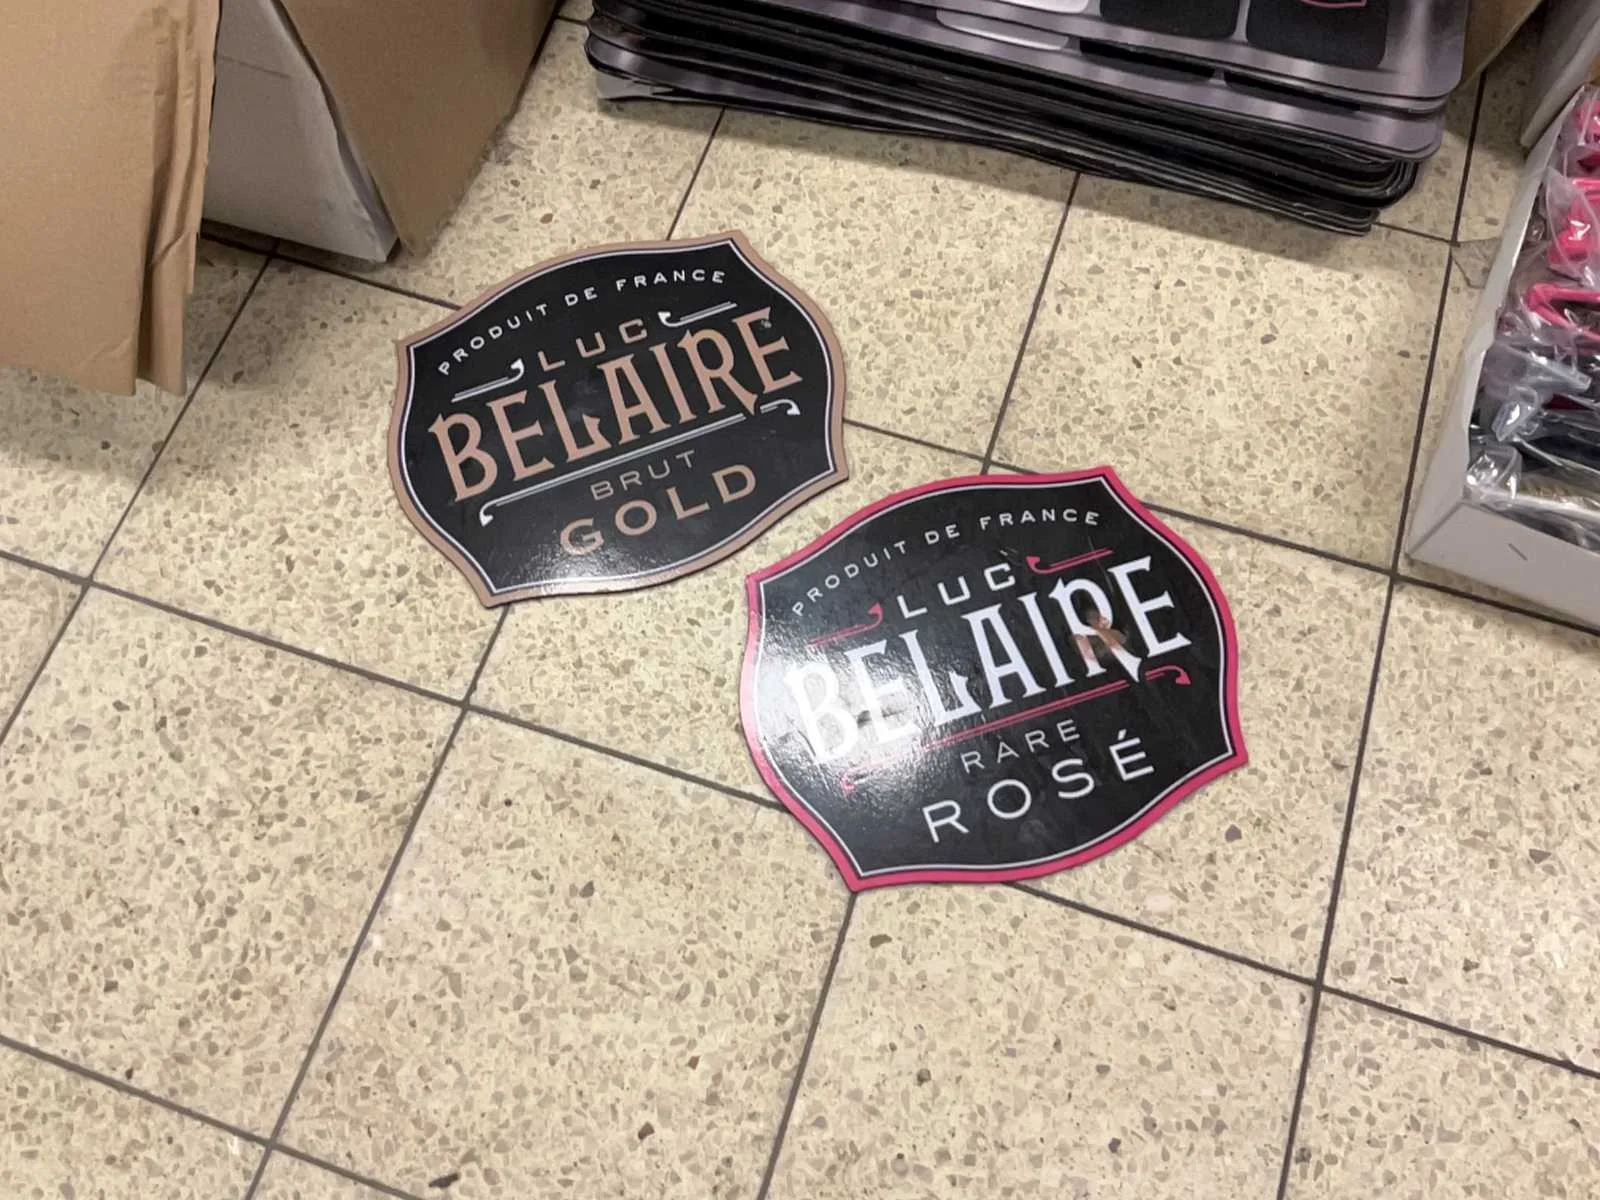 PRODUIT DE FRANCE
LUC
BELAIRE
BRUT
GOLD
PRODUIT DE FRANCE
LUC
BELAIRE
RARE
ROSÉ